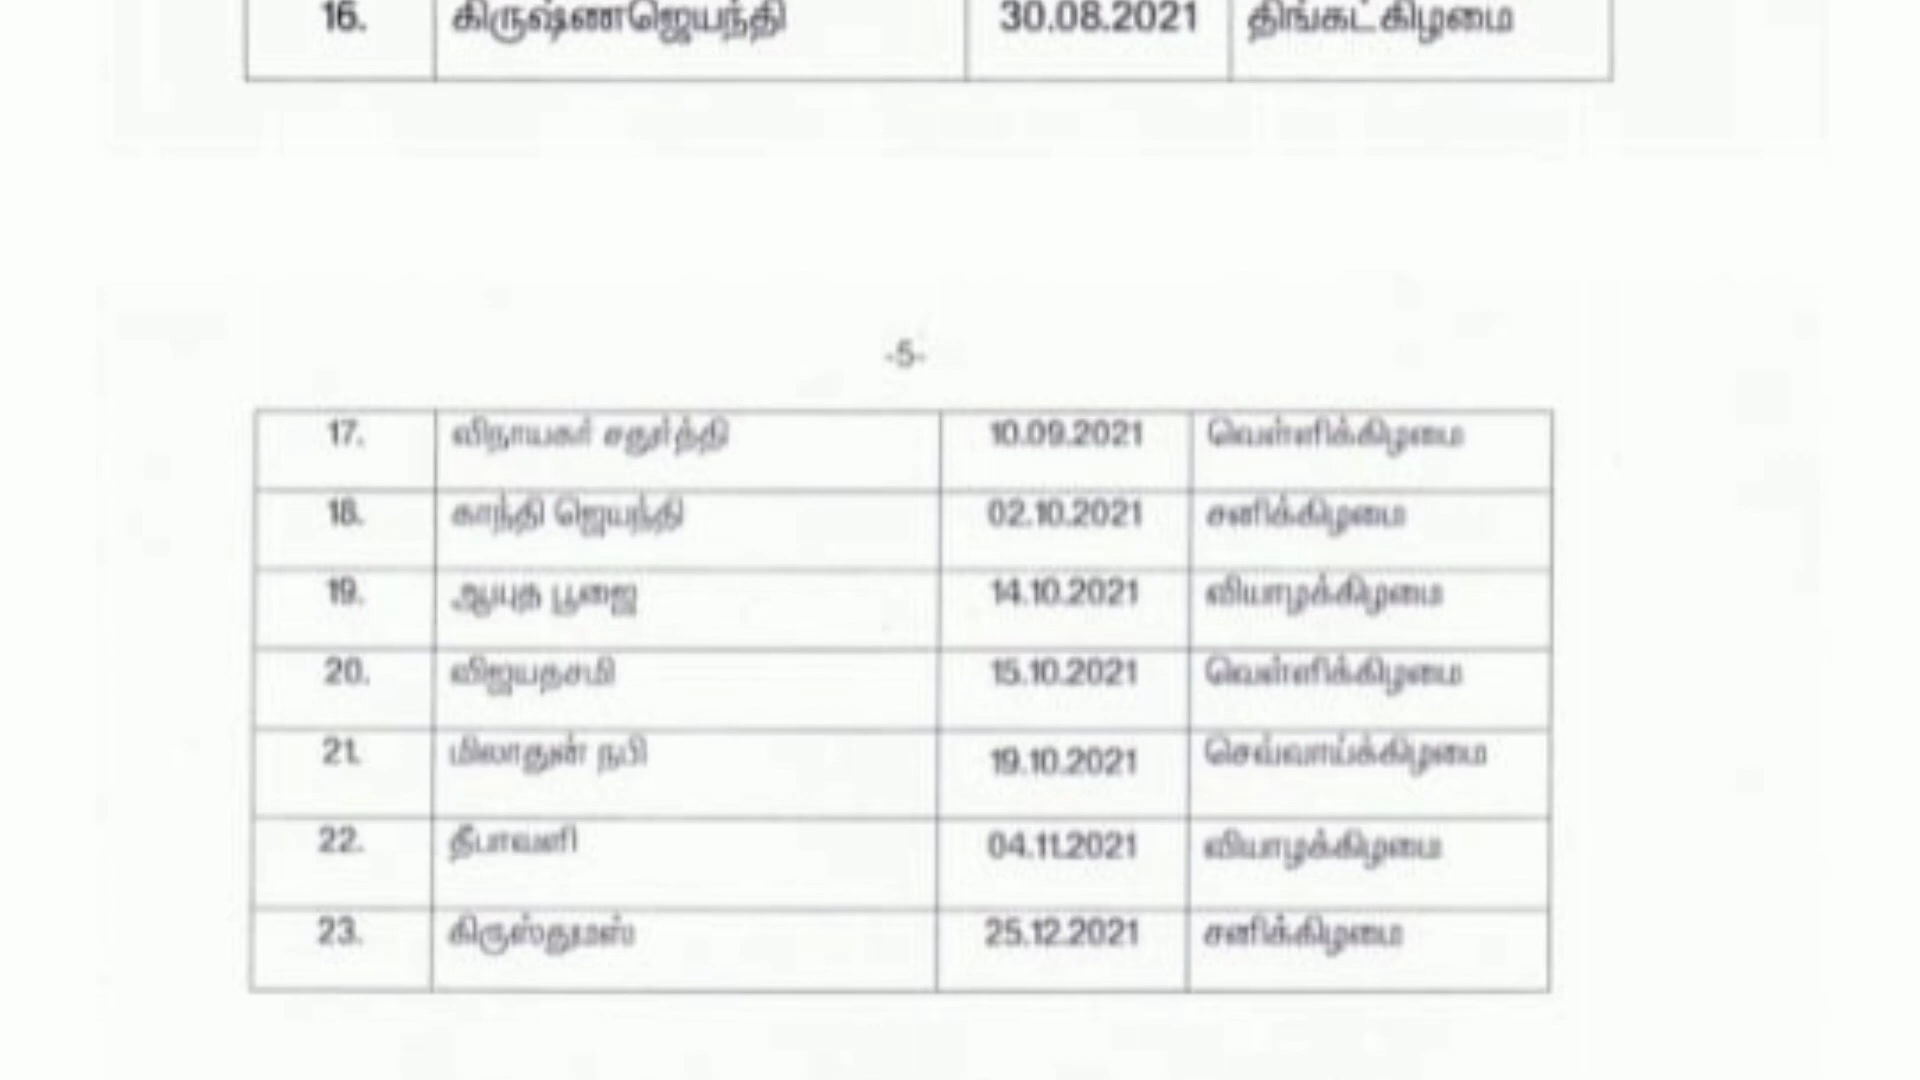 16. கிருஷ்ணஜெயந்தி 30.08.2021 திங்கட்கிழமை
-5-
17. விநாயகர் சதுர்த்தி 10.09.2021 வெள்ளிக்கிழமை
18. காந்தி ஜெயந்தி 02.10.2021 சனிக்கிழமை
19. ஆயுத பூஜை 14.10.2021 வியாழக்கிழமை
20. விஜயதசமி 15.10.2021 வெள்ளிக்கிழமை
21. மிலாதுன் நபி 19.10.2021 செவ்வாய்க்கிழமை
22. தீபாவளி 04.11.2021 வியாழக்கிழமை
23. கிருஸ்துமஸ் 25.12.2021 சனிக்கிழமை